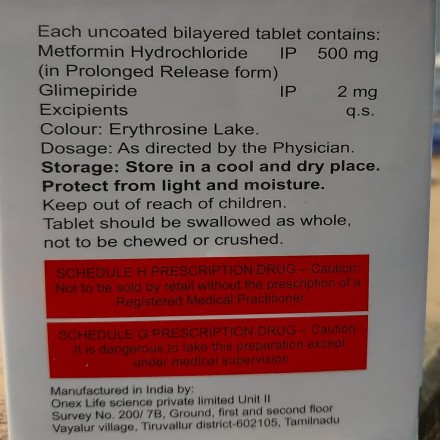 Each uncoated bilayered tablet contains:
Metformin Hydrochloride IP 500 mg
(in Prolonged Release form)
Glimepiride IP 2 mg
Excipients q.s.
Colour: Erythrosine Lake.
Dosage: As directed by the Physician.
Storage: Store in a cool and dry place.
Protect from light and moisture.
Keep out of reach of children.
Tablet should be swallowed as whole,
not to be chewed or crushed.
SCHEDULE H PRESCRIPTION DRUG – Caution:
Not to be sold by retail without the prescription of a
Registered Medical Practitioner
SCHEDULE G PRESCRIPTION DRUG – Caution:
It is dangerous to take this preparation except
under medical supervision
Manufactured in India by:
Onex Life science private limited Unit II
Survey No. 200/ 7B, Ground, first and second floor
Vayalur village, Tiruvallur district-602105, Tamilnadu